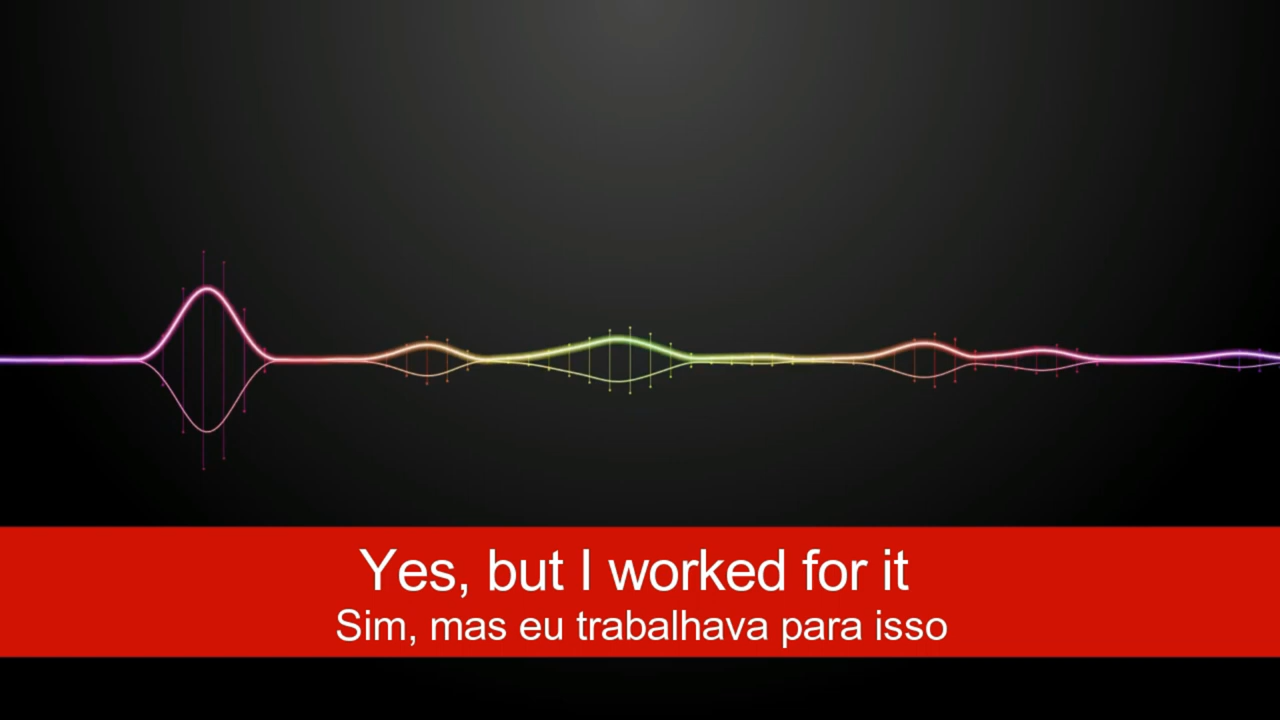 Yes, but I worked for it
Sim, mas eu trabalhava para isso